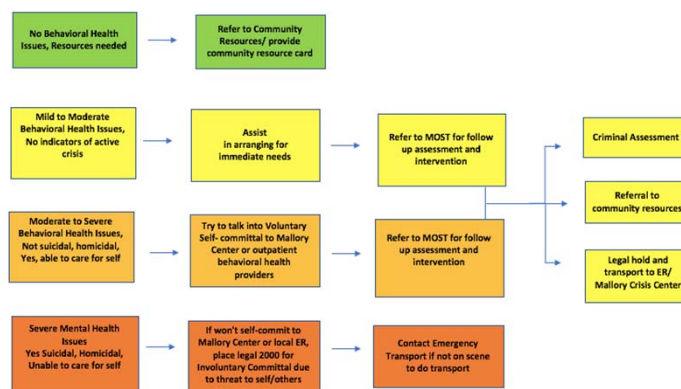 No Behavioral Health
Issues, Resources needed
Refer to Community
Resources/ provide
community resource card
Mild to Moderate
Behavioral Health Issues,
No indicators of active
crisis
Assist
in arranging for
immediate needs
Refer to MOST for follow
up assessment and
intervention
Criminal Assessment
Referral to
community resources
Legal hold and
transport to ER/
Mallory Crisis Center
Moderate to Severe
Behavioral Health Issues,
Not suicidal, homicidal,
Yes, able to care for self
Try to talk into Voluntary
Self- committal to Mallory
Center or outpatient
behavioral health
providers
Refer to MOST for follow
up assessment and
intervention
Severe Mental Health
Issues
Yes Suicidal, Homicidal,
Unable to care for self
If won't self-commit to
Mallory Center or local ER,
place legal 2000 for
Involuntary Committal due
to threat to self/others
Contact Emergency
Transport if not on scene
to do transport